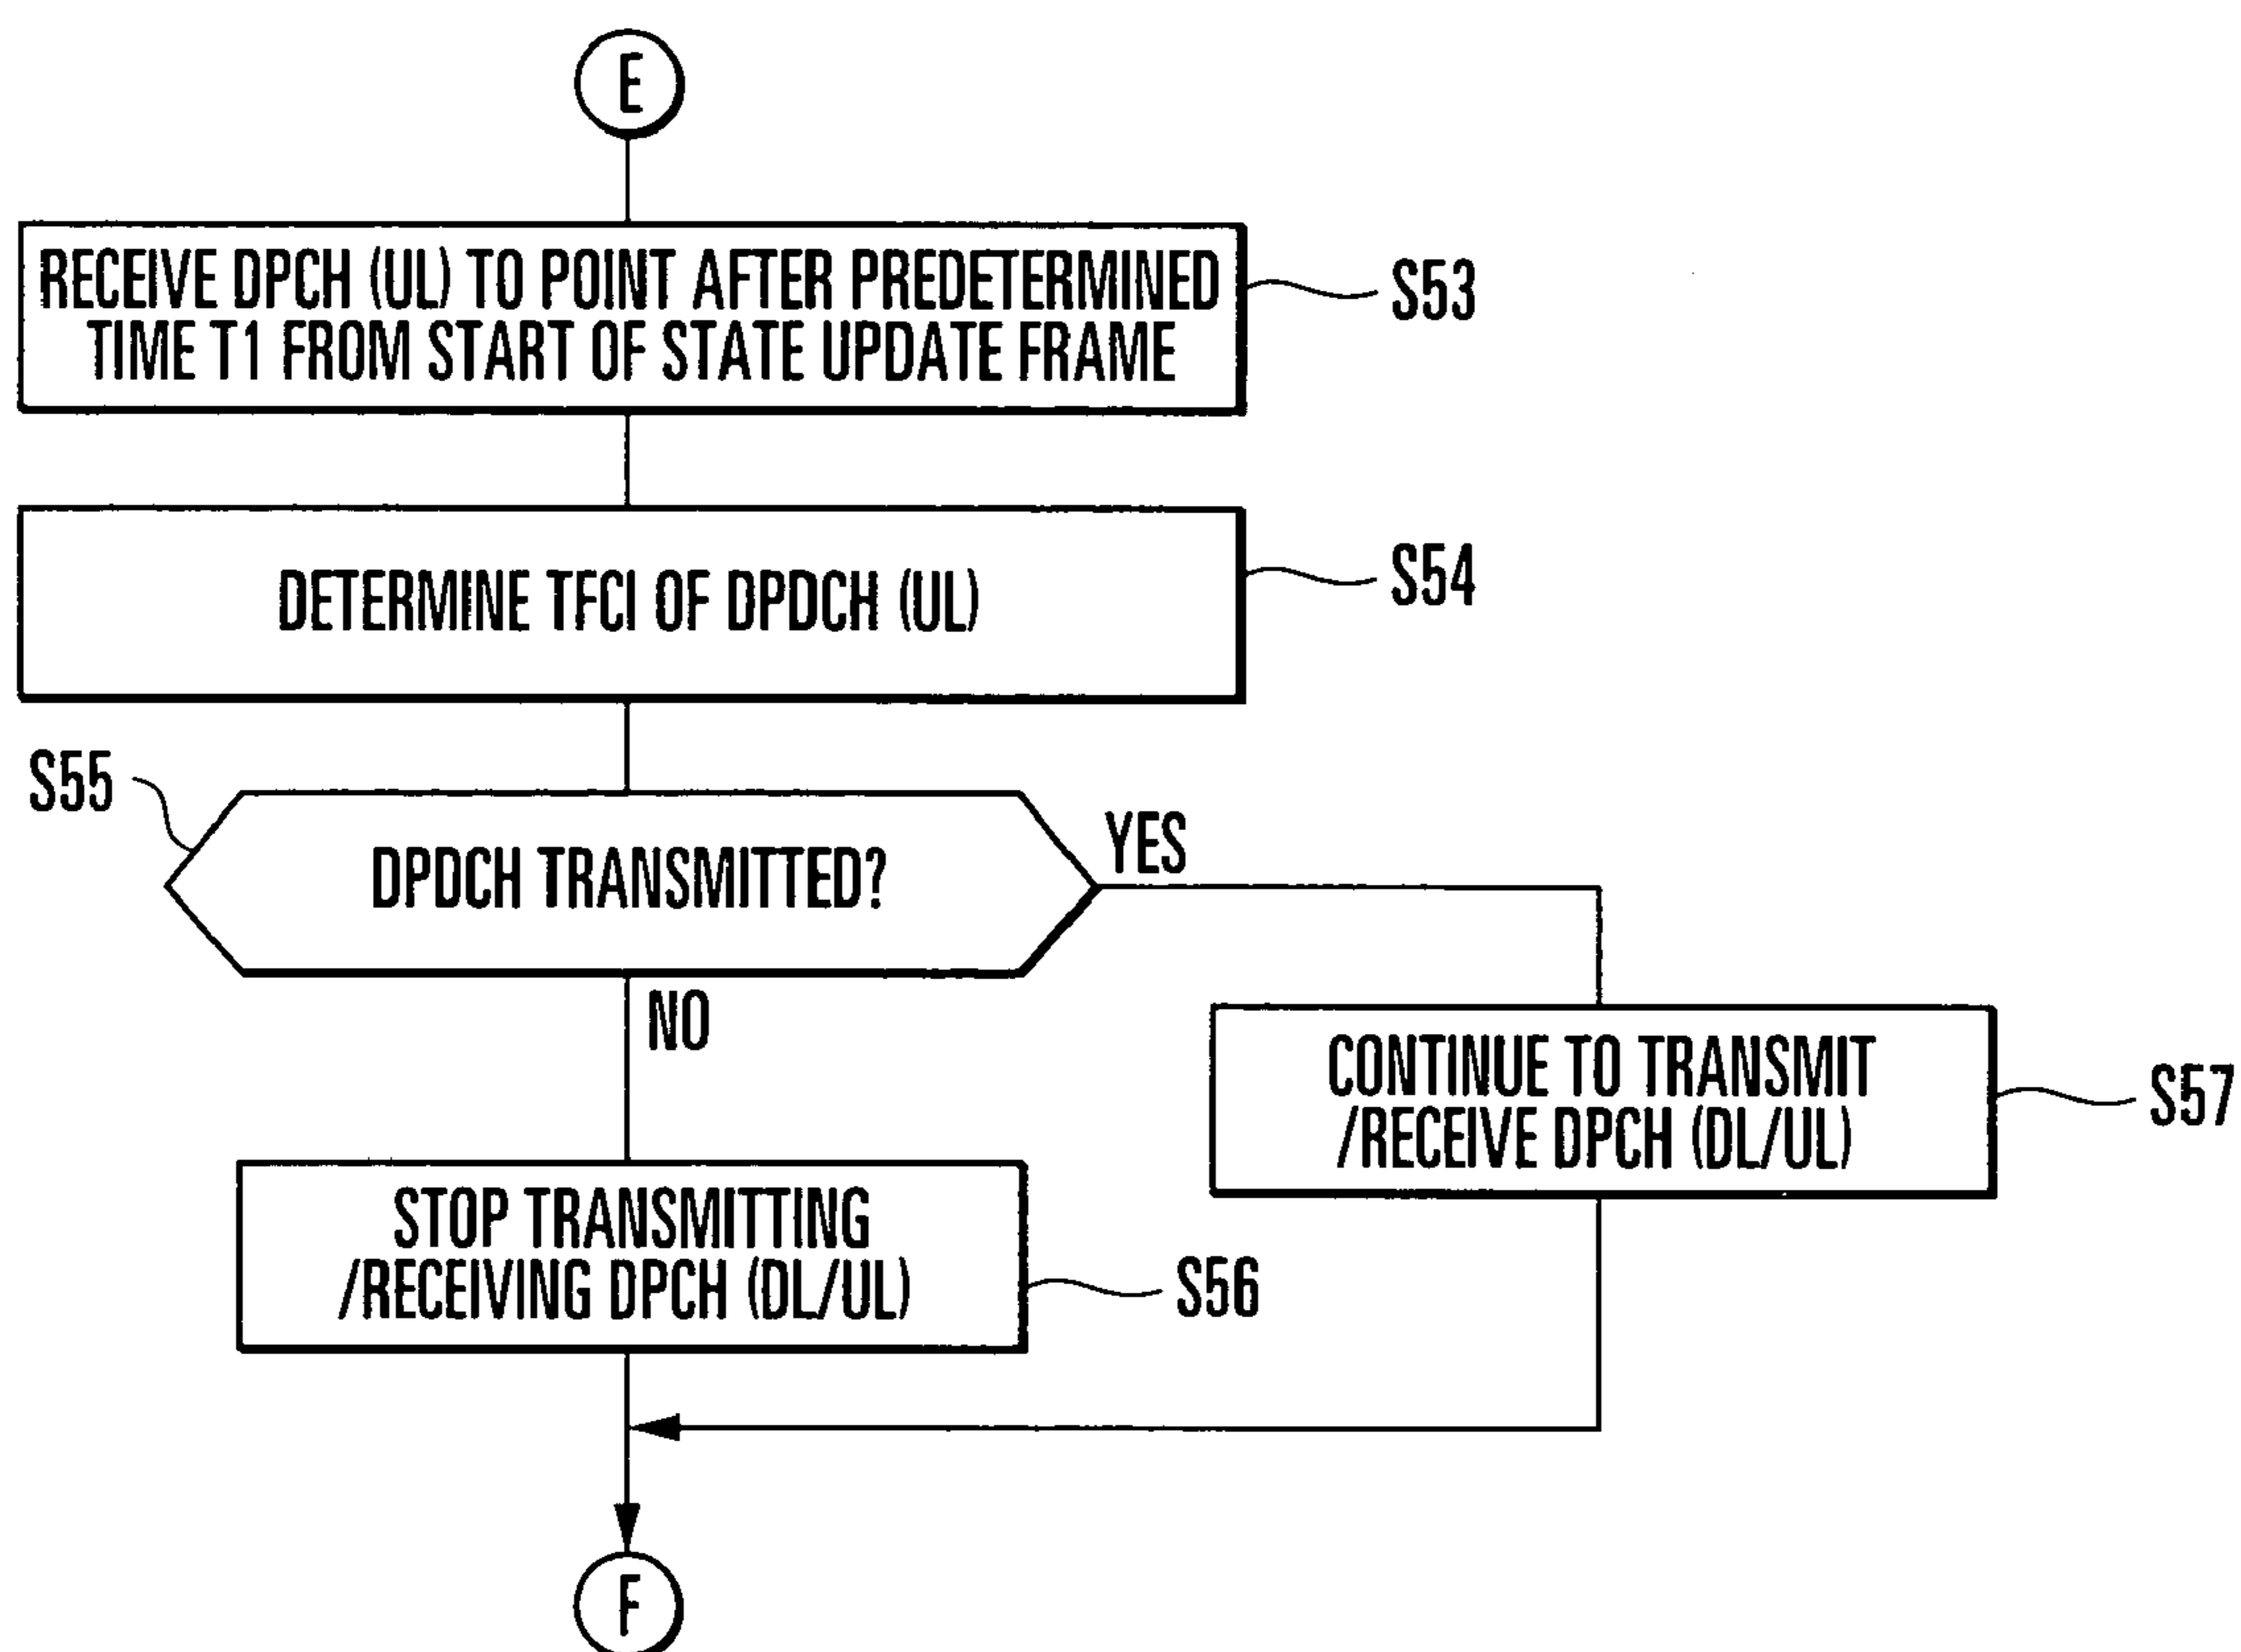 E
RECEIVE DPCH (UL) TO POINT AFTER PREDETERMINED
TIME T1 FROM START OF STATE UPDATE FRAME
S53
DETERMINE TFCI OF DPDCH (UL)
S54
S55
DPDCH TRANSMITTED?
YES
NO
CONTINUE TO TRANSMIT
/RECEIVE DPCH (DL/UL)
S57
STOP TRANSMITTING
/RECEIVING DPCH (DL/UL)
S56
F